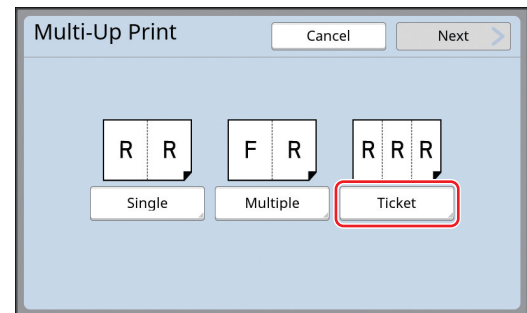 Multi-Up Print Cancel Next
R R F R R R R
Single Multiple Ticket